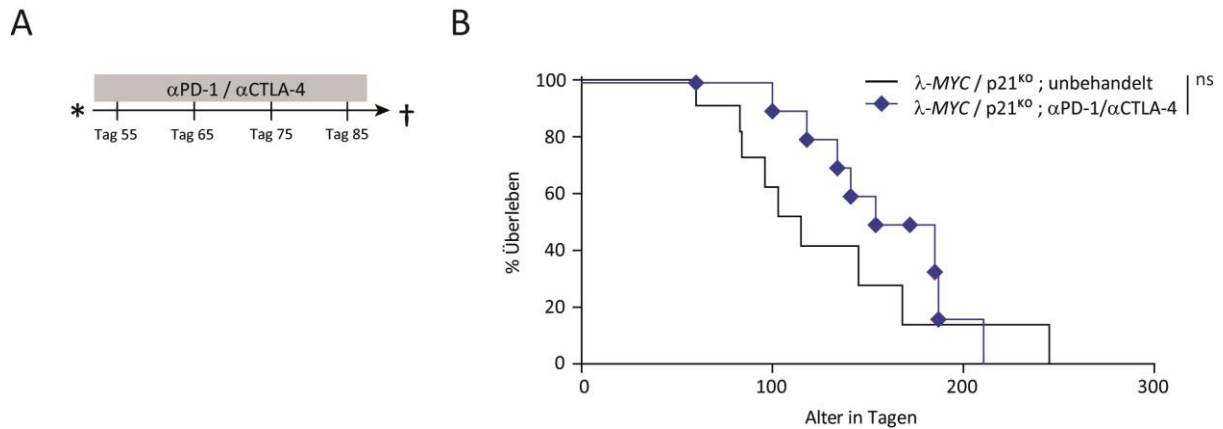 A
αPD-1 / αCTLA-4
* †
Tag 55 Tag 65 Tag 75 Tag 85
B
% Überleben
100
80
60
40
20
0
0 100 200 300
Alter in Tagen
λ-MYC / p21ᴷᴼ ; unbehandelt
λ-MYC / p21ᴷᴼ ; αPD-1/αCTLA-4
ns